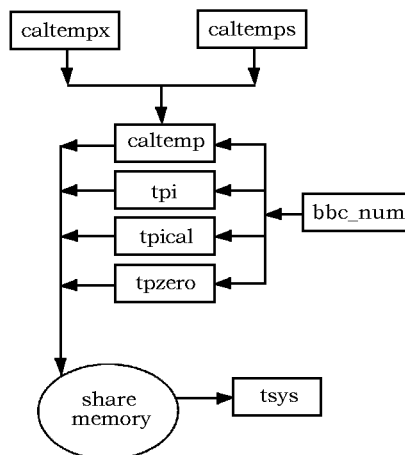 caltempx
caltemps
caltemp
tpi
bbc_num
tpical
tpzero
share
memory
tsys